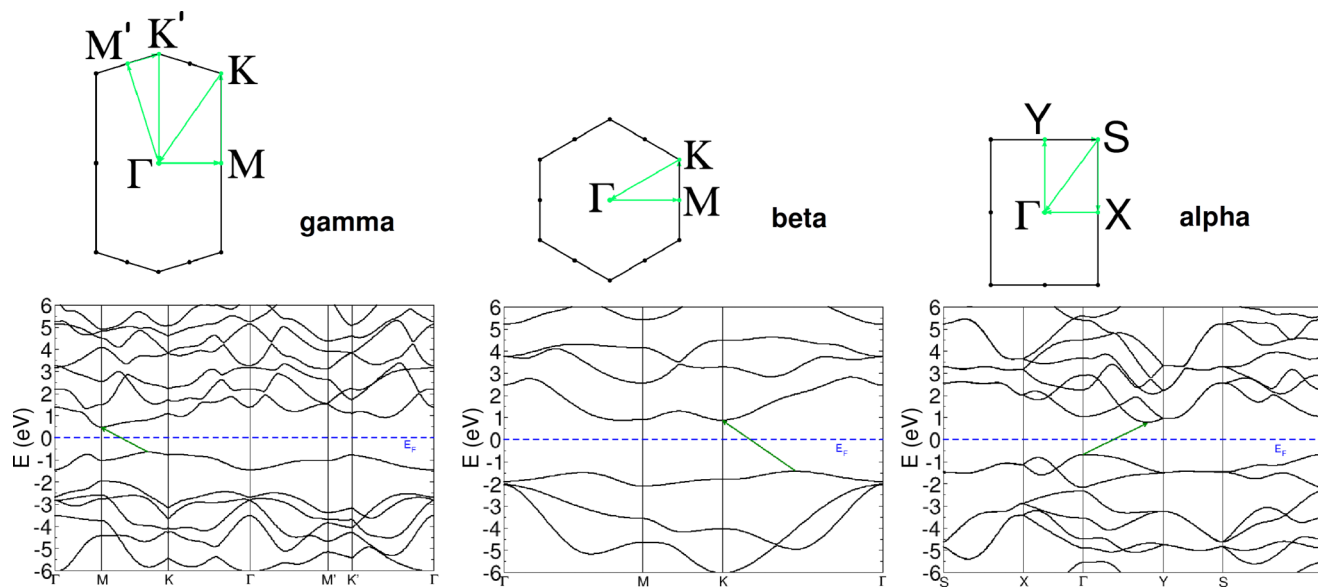 M' K' K
Γ M
gamma
K
Γ M
beta
Y S
Γ X
alpha
6
5
4
3
2
1
0
-1
-2
-3
-4
-5
-6
E (eV)
E_F
Γ M K Γ M' K' Γ
6
5
4
3
2
1
0
-1
-2
-3
-4
-5
-6
E (eV)
E_F
Γ M K Γ
6
5
4
3
2
1
0
-1
-2
-3
-4
-5
-6
E (eV)
E_F
S X Γ Y S